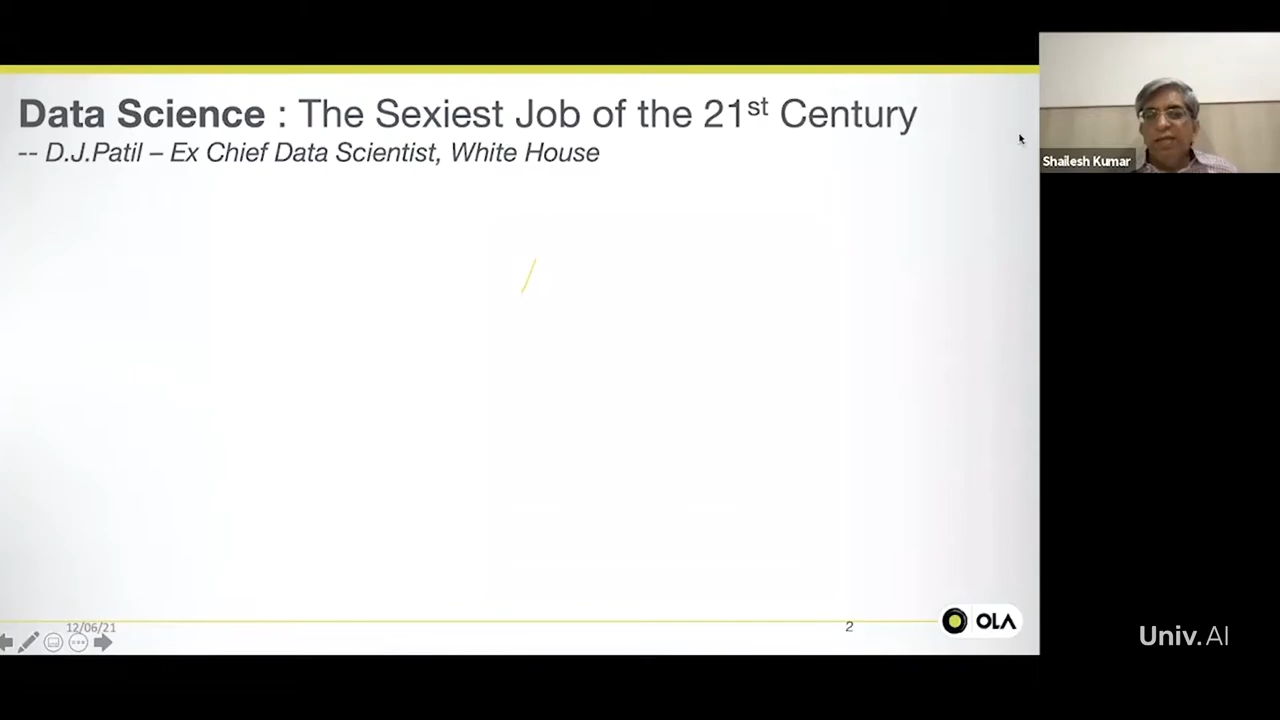 Data Science : The Sexiest Job of the 21st Century
-- D.J.Patil – Ex Chief Data Scientist, White House
Shailesh Kumar
12/06/21
2
OLA
Univ.AI